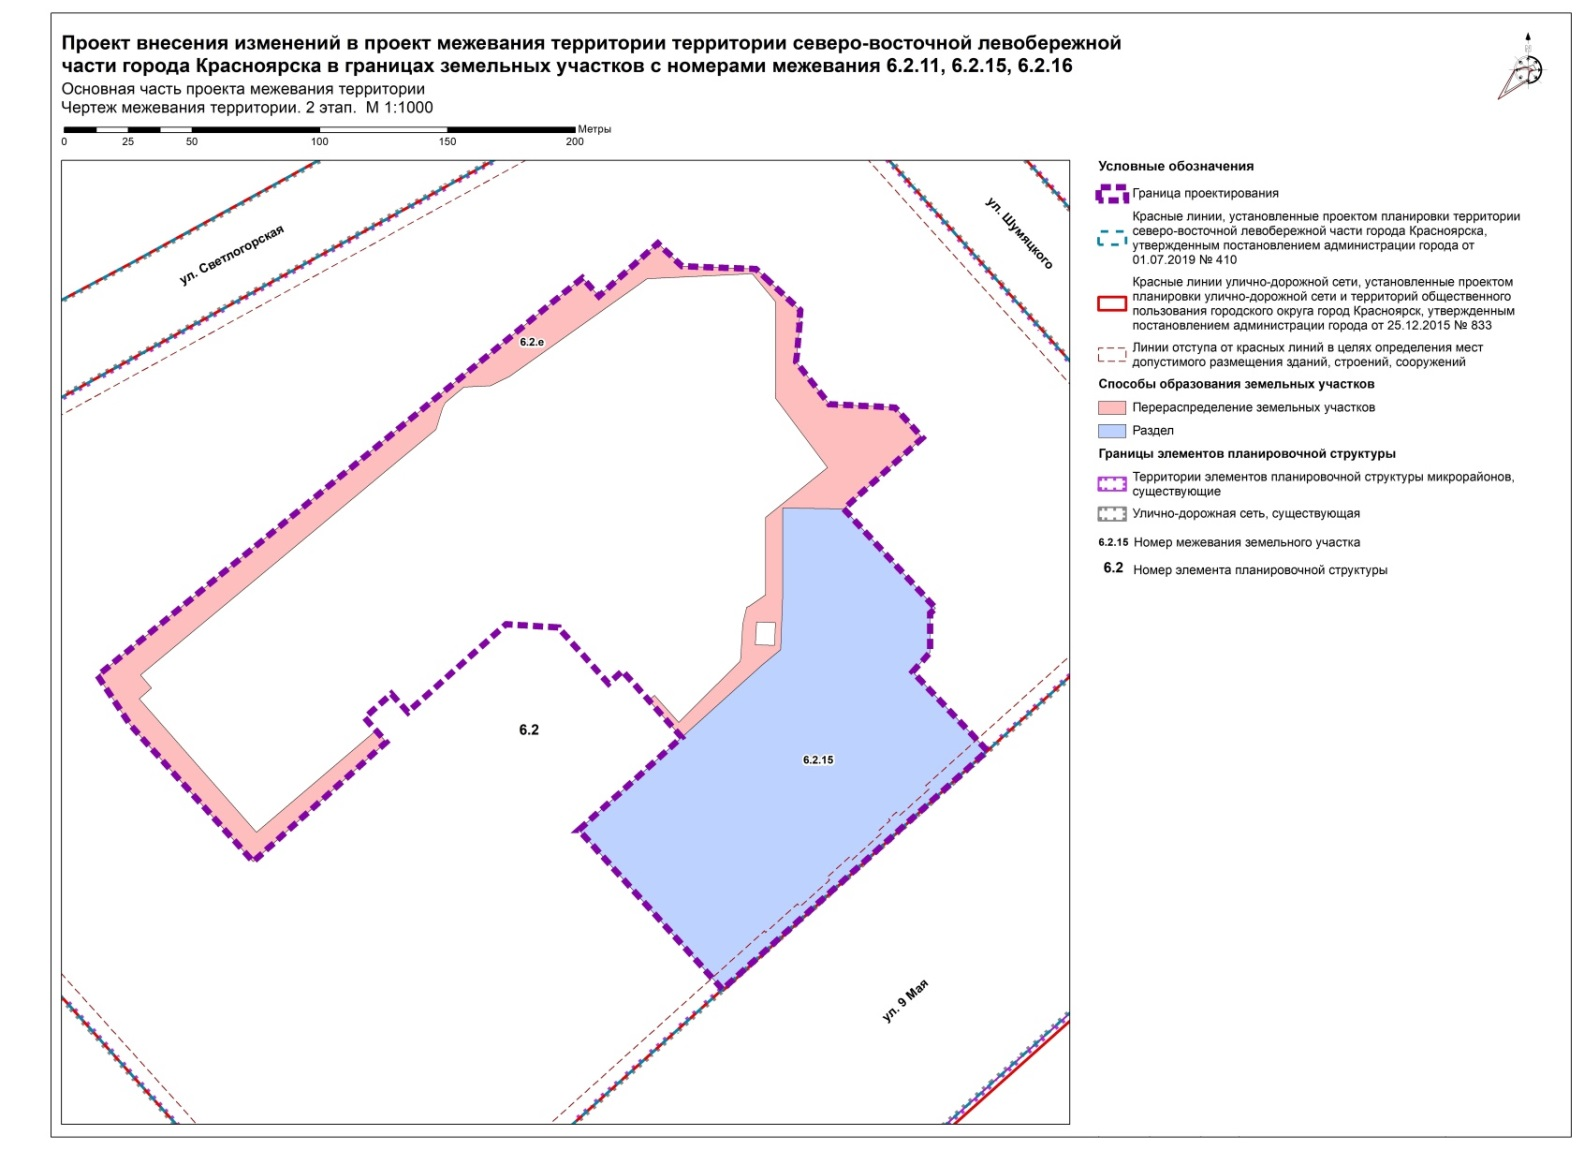 Проект внесения изменений в проект межевания территории территории северо-восточной левобережной
части города Красноярска в границах земельных участков с номерами межевания 6.2.11, 6.2.15, 6.2.16
Основная часть проекта межевания территории
Чертеж межевания территории. 2 этап. М 1:1000
Метры
0 25 50 100 150 200
ул. Светлогорская
ул. Шумяцкого
6.2.е
6.2
6.2.15
ул. 9 Мая
Условные обозначения
Граница проектирования
Красные линии, установленные проектом планировки территории
северо-восточной левобережной части города Красноярска,
утвержденным постановлением администрации города от
01.07.2019 № 410
Красные линии улично-дорожной сети, установленные проектом
планировки улично-дорожной сети и территорий общественного
пользования городского округа город Красноярск, утвержденным
постановлением администрации города от 25.12.2015 № 833
Линии отступа от красных линий в целях определения мест
допустимого размещения зданий, строений, сооружений
Способы образования земельных участков
Перераспределение земельных участков
Раздел
Границы элементов планировочной структуры
Территории элементов планировочной структуры микрорайонов,
существующие
Улично-дорожная сеть, существующая
6.2.15 Номер межевания земельного участка
6.2 Номер элемента планировочной структуры